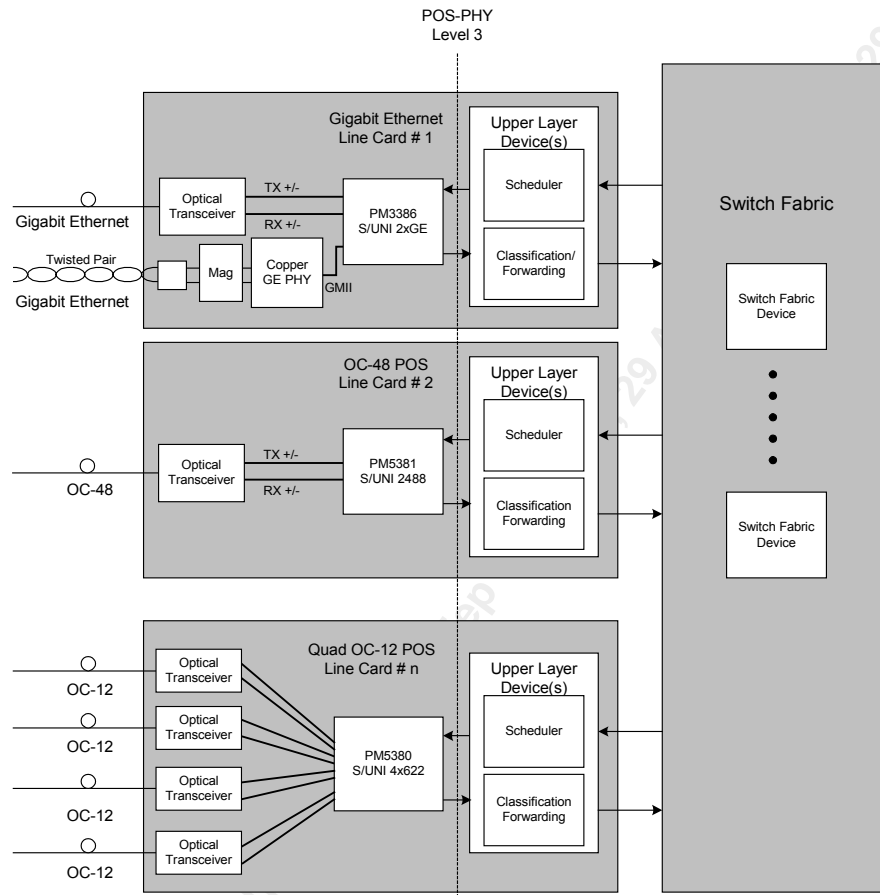 POS-PHY
Level 3
Gigabit Ethernet
Line Card # 1
Upper Layer
Device(s)
Scheduler
Classification/
Forwarding
Optical
Transceiver
TX +/-
RX +/-
PM3386
S/UNI 2xGE
Gigabit Ethernet
Twisted Pair
Mag
Copper
GE PHY
GMII
Gigabit Ethernet
Switch Fabric
Switch Fabric
Device
Switch Fabric
Device
OC-48 POS
Line Card # 2
Upper Layer
Device(s)
Scheduler
Classification
Forwarding
Optical
Transceiver
TX +/-
RX +/-
PM5381
S/UNI 2488
OC-48
Quad OC-12 POS
Line Card # n
Upper Layer
Device(s)
Scheduler
Classification
Forwarding
PM5380
S/UNI 4x622
Optical
Transceiver
OC-12
Optical
Transceiver
OC-12
Optical
Transceiver
OC-12
Optical
Transceiver
OC-12